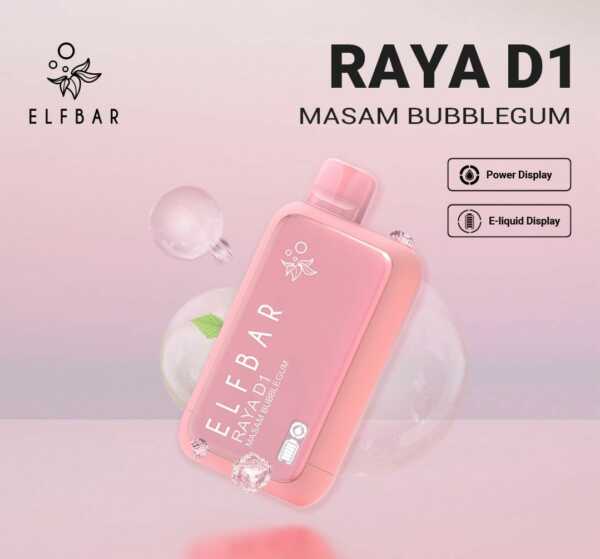 ELFBAR
RAYA D1
MASAM BUBBLEGUM
Power Display
E-liquid Display
ELFBAR
RAYA D1
MASAM BUBBLEGUM